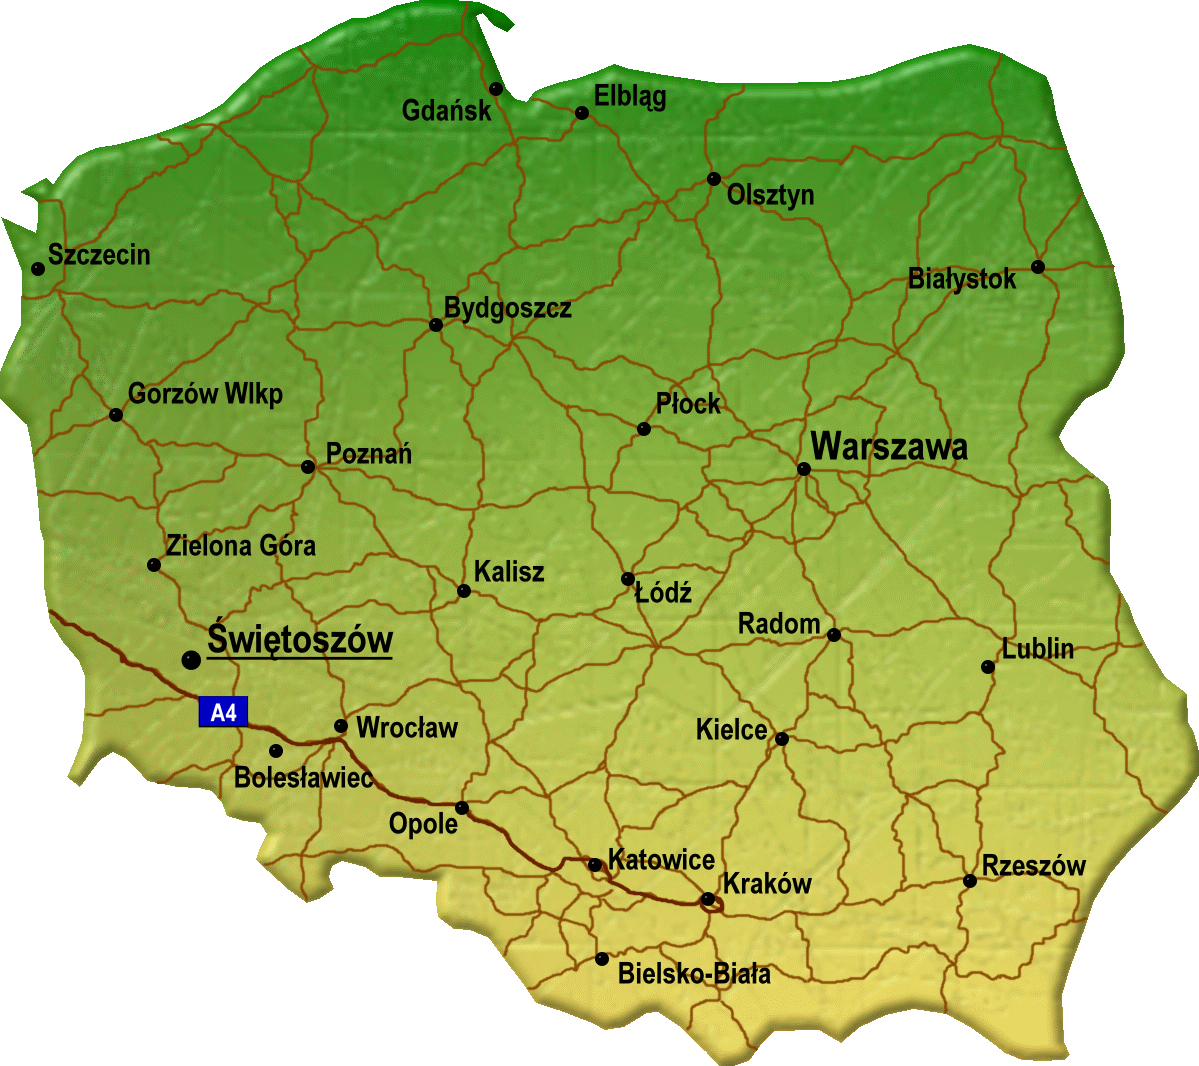 Elbląg
Gdańsk
Olsztyn
Szczecin
Białystok
Bydgoszcz
Gorzów Wlkp
Płock
Warszawa
Poznań
Zielona Góra
Kalisz
Łódź
Radom
Świętoszów
Lublin
A4
Wrocław
Kielce
Bolesławiec
Opole
Katowice
Rzeszów
Kraków
Bielsko-Biała